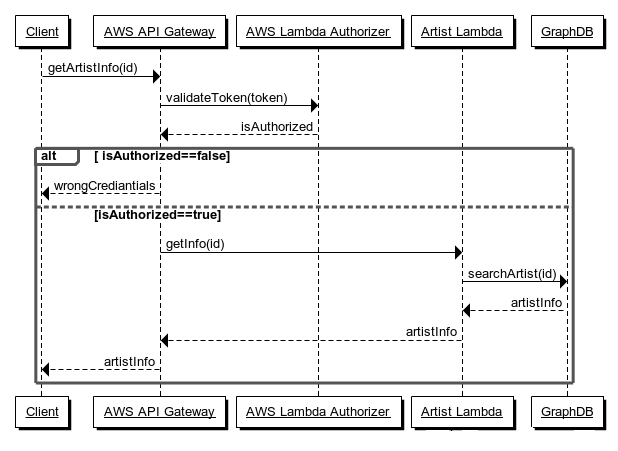 Client AWS API Gateway AWS Lambda Authorizer Artist Lambda GraphDB
getArtistInfo(id)
validateToken(token)
isAuthorized
alt [ isAuthorized==false]
wrongCrediantials
[isAuthorized==true]
getInfo(id)
searchArtist(id)
artistInfo
artistInfo
artistInfo
Client AWS API Gateway AWS Lambda Authorizer Artist Lambda GraphDB